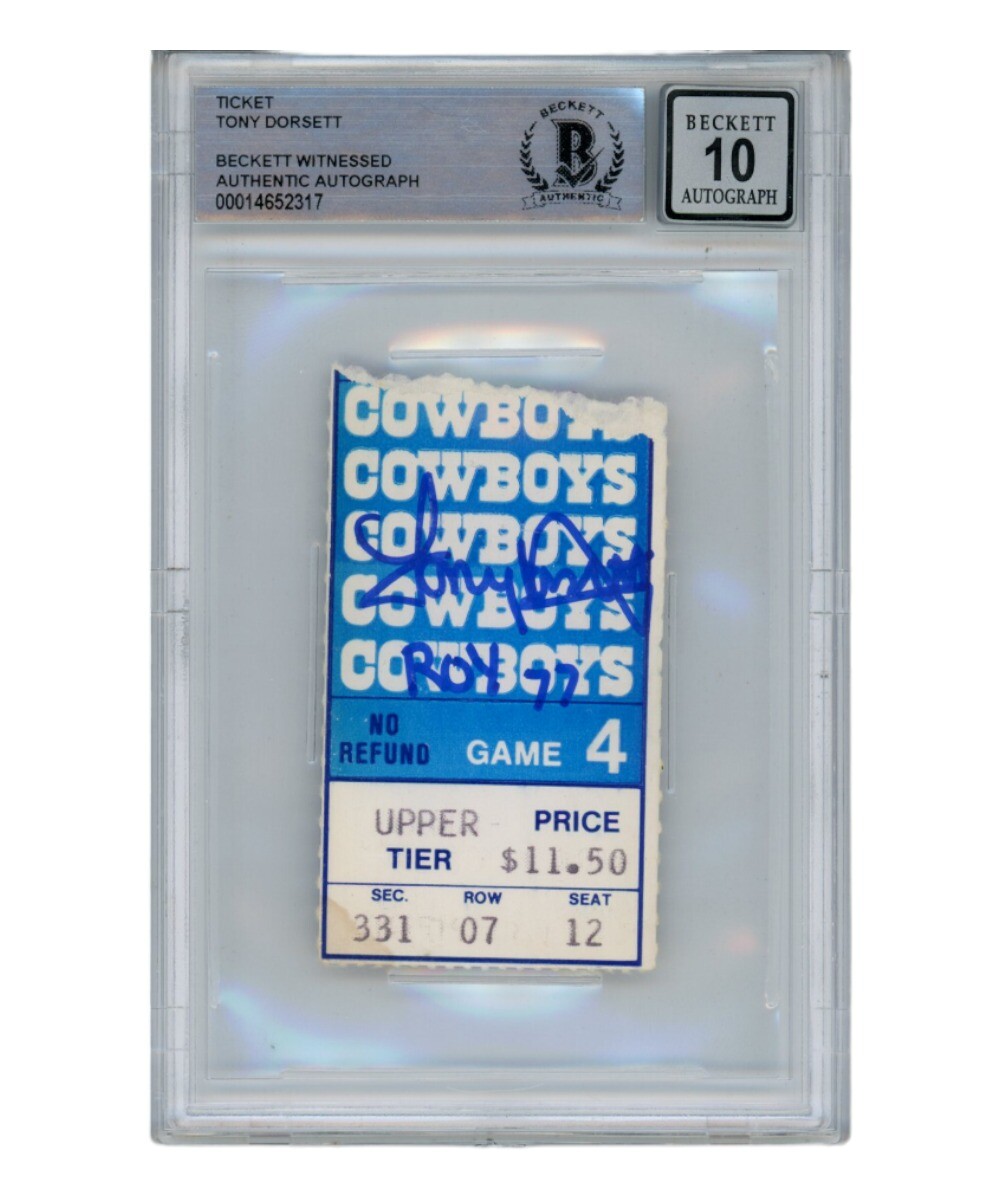 TICKET
TONY DORSETT
BECKETT WITNESSED
AUTHENTIC AUTOGRAPH
00014652317
BECKETT
B
AUTHENTIC
BECKETT
10
AUTOGRAPH
COWBOYS
COWBOYS
COWBOYS
COWBOYS
COWBOYS
Tony Dorsett
ROY 77
NO
REFUND
GAME 4
UPPER
TIER
PRICE
$11.50
SEC. ROW SEAT
331 07 12